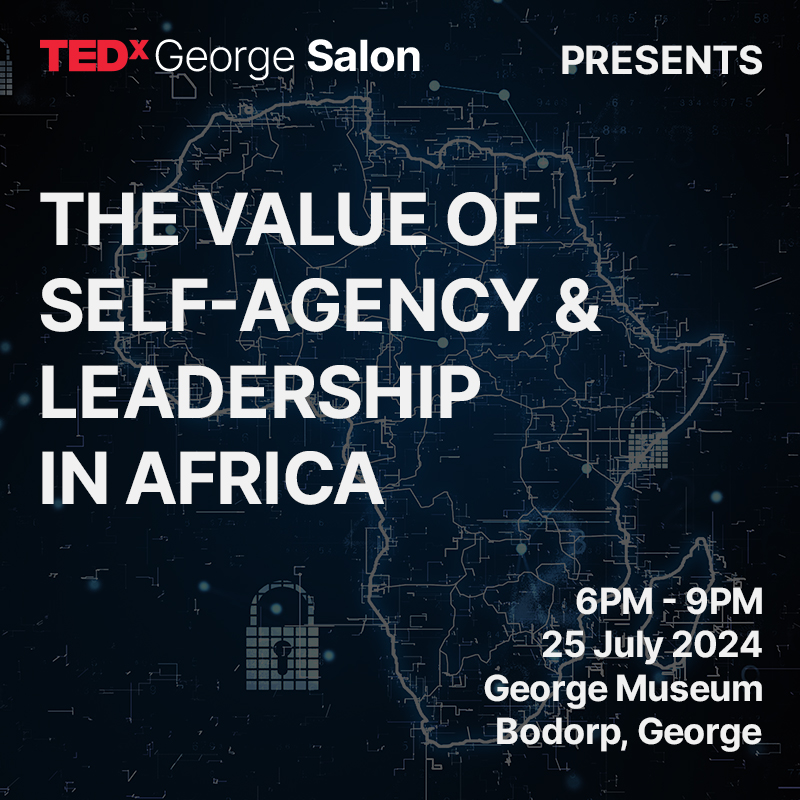 TEDx George Salon
PRESENTS
THE VALUE OF
SELF-AGENCY &
LEADERSHIP
IN AFRICA
6PM - 9PM
25 July 2024
George Museum
Bodorp, George